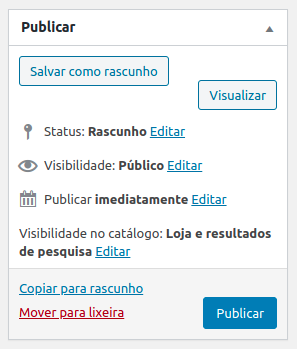 Publicar
Salvar como rascunho
Visualizar
Status: Rascunho Editar
Visibilidade: Público Editar
Publicar imediatamente Editar
Visibilidade no catálogo: Loja e resultados
de pesquisa Editar
Copiar para rascunho
Mover para lixeira
Publicar